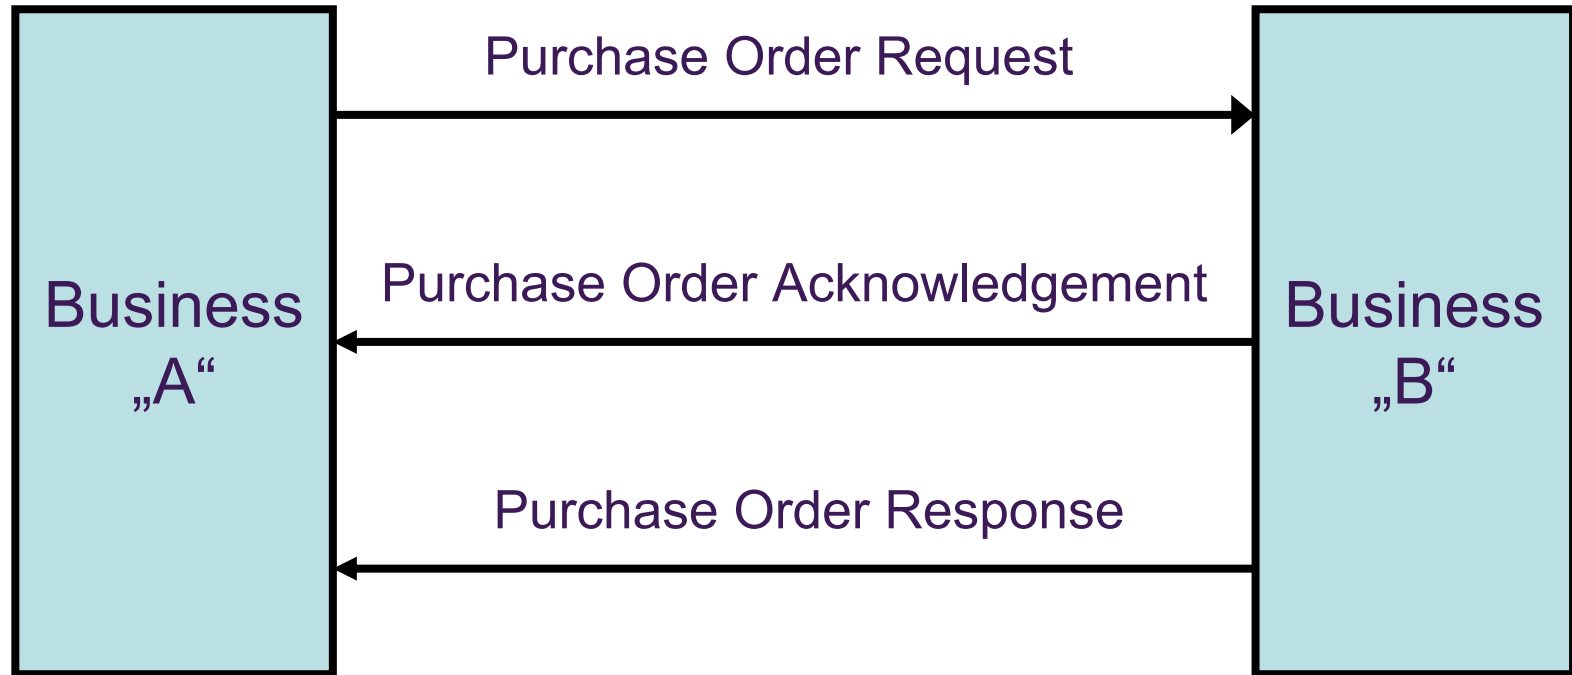 Purchase Order Request
Purchase Order Acknowledgement
Business
„A“
Business
„B“
Purchase Order Response